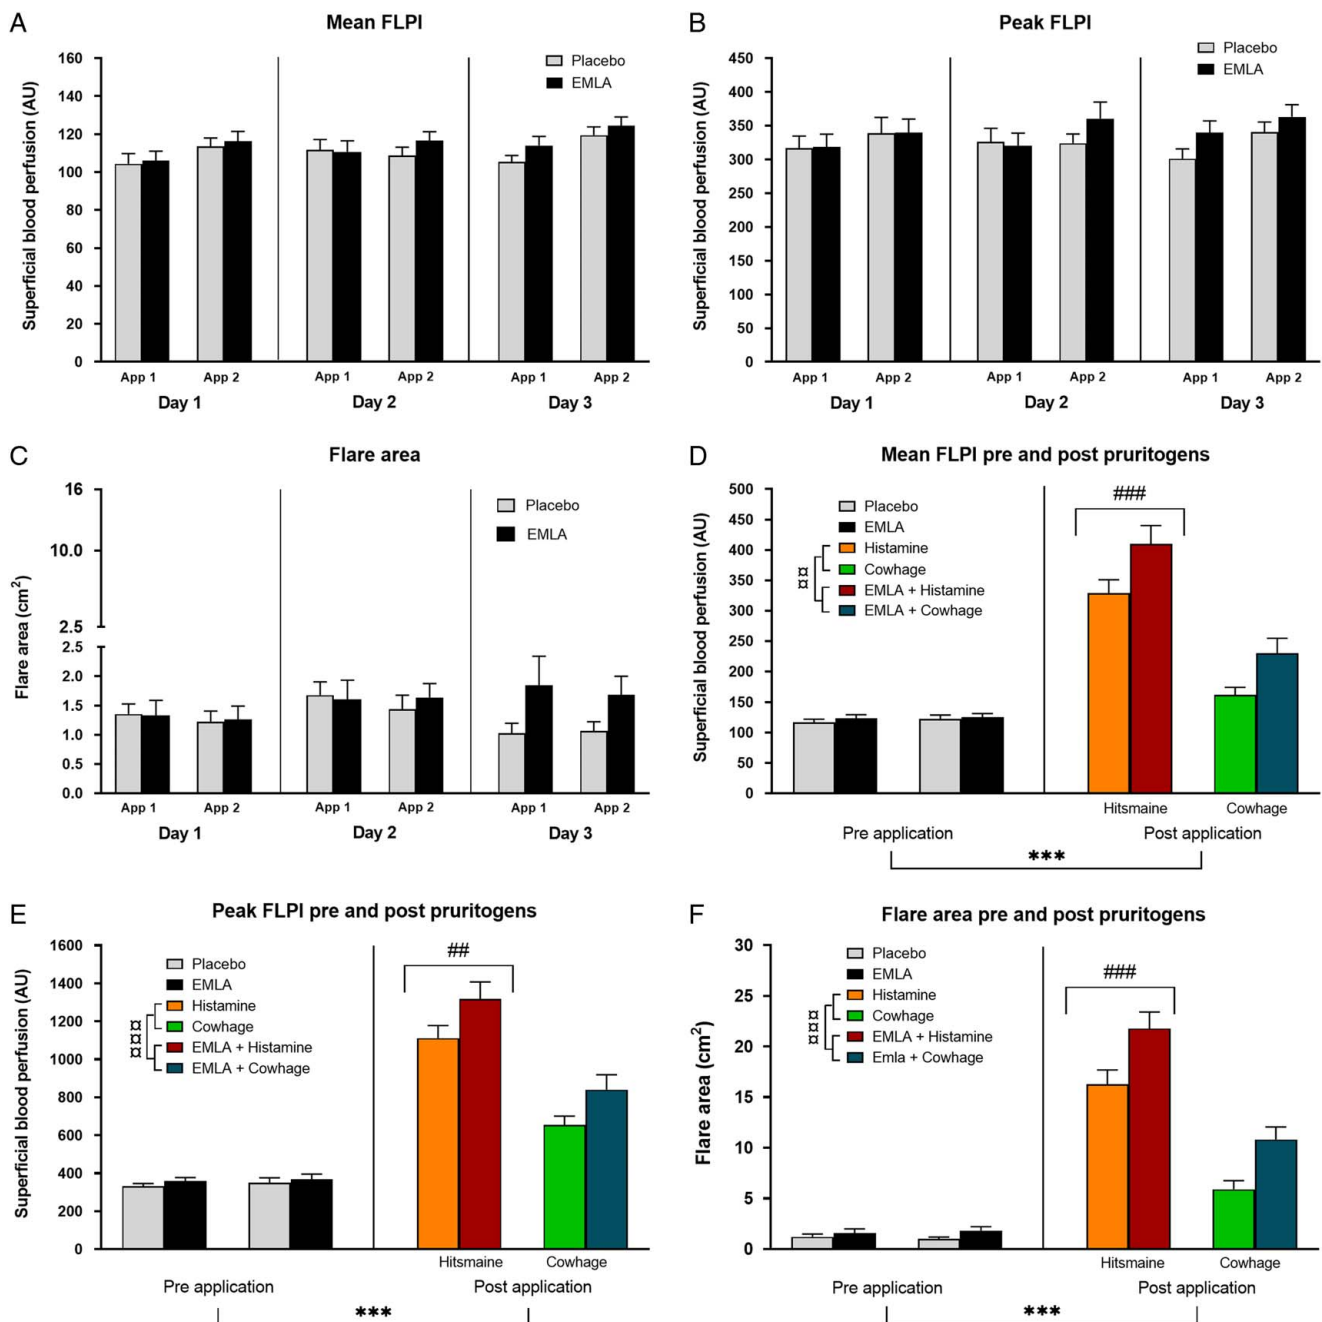 A
Mean FLPI
Superficial blood perfusion (AU)
160
140
120
100
80
60
40
20
0
Placebo
EMLA
App 1
App 2
App 1
App 2
App 1
App 2
Day 1
Day 2
Day 3
B
Peak FLPI
Superficial blood perfusion (AU)
450
400
350
300
250
200
150
100
50
0
Placebo
EMLA
App 1
App 2
App 1
App 2
App 1
App 2
Day 1
Day 2
Day 3
C
Flare area
Flare area (cm²)
16
10.0
2.5
2.5
2.0
1.5
1.0
0.5
0.0
Placebo
EMLA
App 1
App 2
App 1
App 2
App 1
App 2
Day 1
Day 2
Day 3
D
Mean FLPI pre and post pruritogens
Superficial blood perfusion (AU)
500
450
400
350
300
250
200
150
100
50
0
Placebo
EMLA
Histamine
Cowhage
EMLA + Histamine
EMLA + Cowhage
¤¤
###
Hitsmaine
Cowhage
Pre application
Post application
***
E
Peak FLPI pre and post pruritogens
Superficial blood perfusion (AU)
1600
1400
1200
1000
800
600
400
200
0
Placebo
EMLA
Histamine
Cowhage
EMLA + Histamine
EMLA + Cowhage
¤¤¤
##
Hitsmaine
Cowhage
Pre application
Post application
***
F
Flare area pre and post pruritogens
Flare area (cm²)
30
25
20
15
10
5
0
Placebo
EMLA
Histamine
Cowhage
EMLA + Histamine
Emla + Cowhage
¤¤¤
###
Hitsmaine
Cowhage
Pre application
Post application
***